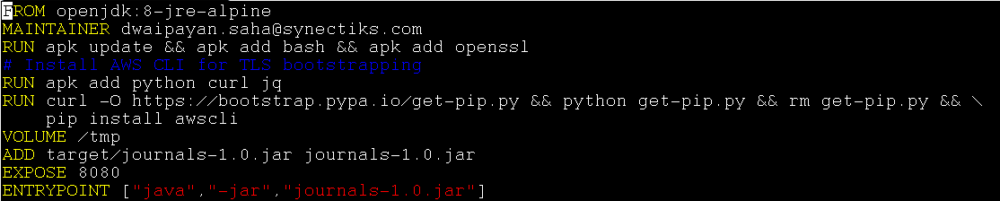 FROM openjdk:8-jre-alpine
MAINTAINER dwaipayan.saha@synectiks.com
RUN apk update && apk add bash && apk add openssl
# Install AWS CLI for TLS bootstrapping
RUN apk add python curl jq
RUN curl -O https://bootstrap.pypa.io/get-pip.py && python get-pip.py && rm get-pip.py && \
    pip install awscli
VOLUME /tmp
ADD target/journals-1.0.jar journals-1.0.jar
EXPOSE 8080
ENTRYPOINT ["java","-jar","journals-1.0.jar"]